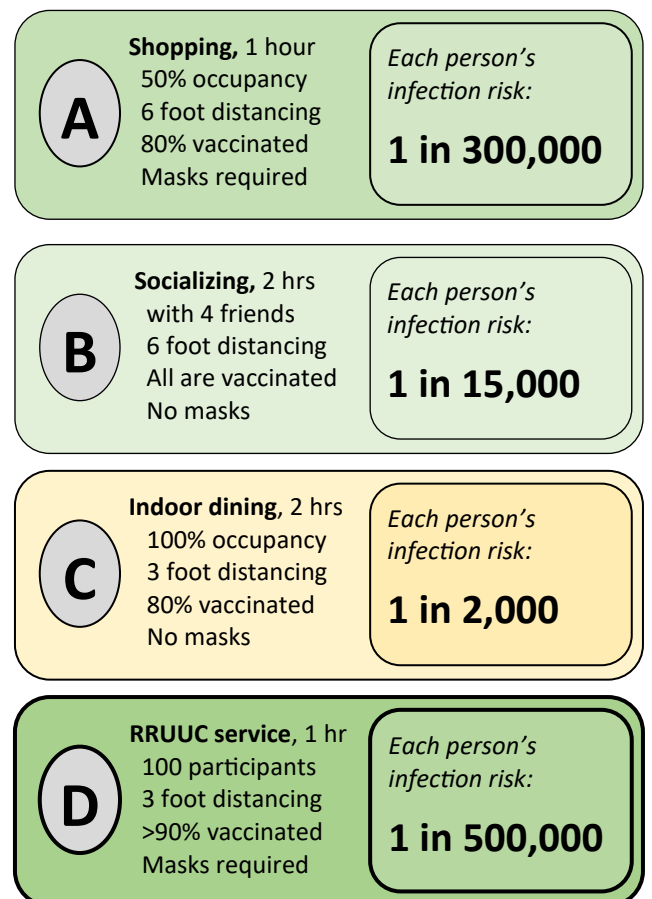 A
Shopping, 1 hour
50% occupancy
6 foot distancing
80% vaccinated
Masks required
Each person’s
infection risk:
1 in 300,000
B
Socializing, 2 hrs
with 4 friends
6 foot distancing
All are vaccinated
No masks
Each person’s
infection risk:
1 in 15,000
C
Indoor dining, 2 hrs
100% occupancy
3 foot distancing
80% vaccinated
No masks
Each person’s
infection risk:
1 in 2,000
D
RRUUC service, 1 hr
100 participants
3 foot distancing
>90% vaccinated
Masks required
Each person’s
infection risk:
1 in 500,000